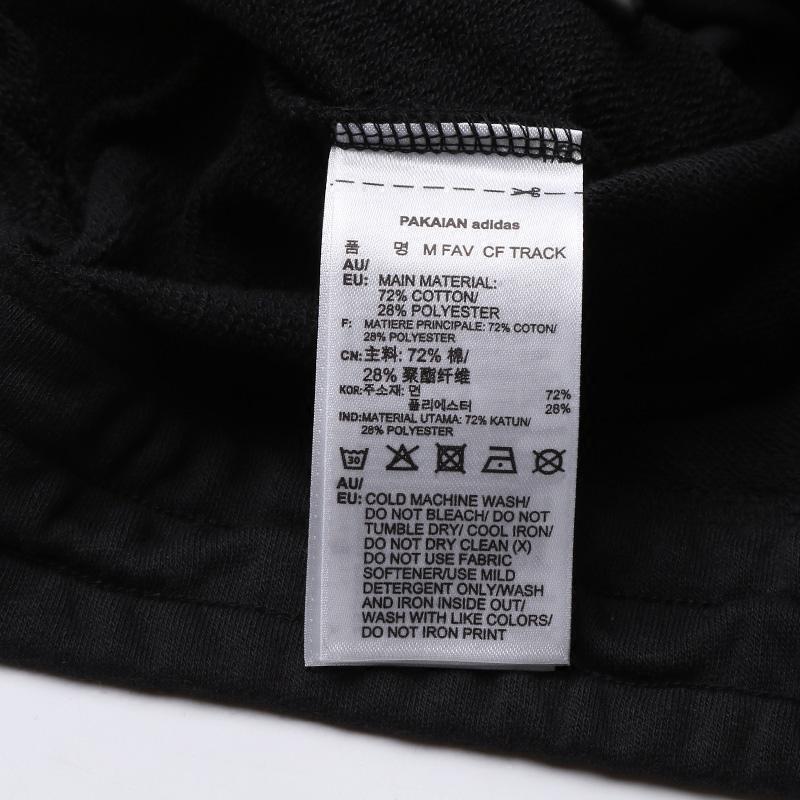 PAKAIAN adidas
품 명 M FAV CF TRACK
AU/
EU: MAIN MATERIAL:
72% COTTON/
28% POLYESTER
F: MATIERE PRINCIPALE: 72% COTON/
28% POLYESTER
CN: 主料: 72% 棉/
28% 聚酯纤维
KOR: 주소재: 면 72%
폴리에스터 28%
IND: MATERIAL UTAMA: 72% KATUN/
28% POLYESTER
30
AU/
EU: COLD MACHINE WASH/
DO NOT BLEACH/ DO NOT
TUMBLE DRY/ COOL IRON/
DO NOT DRY CLEAN (X)
DO NOT USE FABRIC
SOFTENER/USE MILD
DETERGENT ONLY/WASH
AND IRON INSIDE OUT/
WASH WITH LIKE COLORS/
DO NOT IRON PRINT